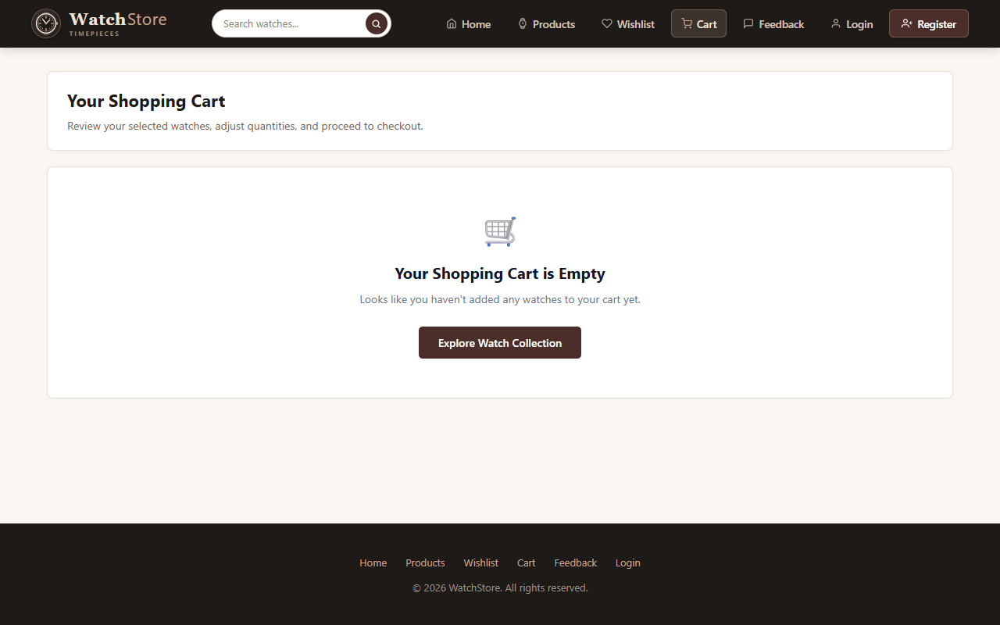 WatchStore
TIMEPIECES
Search watches...
Home
Products
Wishlist
Cart
Feedback
Login
Register
Your Shopping Cart
Review your selected watches, adjust quantities, and proceed to checkout.
Your Shopping Cart is Empty
Looks like you haven't added any watches to your cart yet.
Explore Watch Collection
Home Products Wishlist Cart Feedback Login
© 2026 WatchStore. All rights reserved.